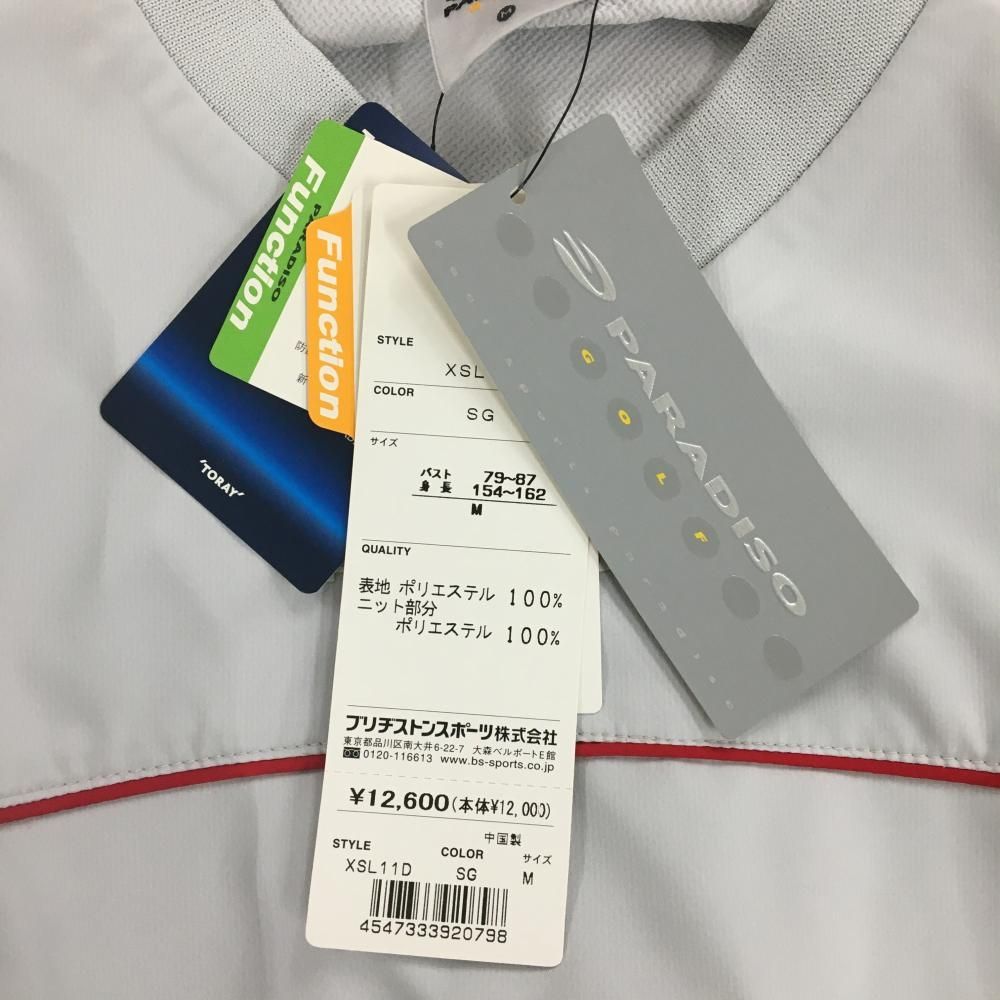 M
Function
PARADISO
Function
防
新
'TORAY'
PARADISO
GOLF
STYLE
XSL
COLOR
SG
サイズ
バスト 79~87
身長 154~162
M
QUALITY
表地 ポリエステル 100%
ニット部分
ポリエステル 100%
ブリヂストンスポーツ株式会社
東京都品川区南大井6-22-7 大森ベルポートE館
0120-116613 www.bs-sports.co.jp
¥12,600(本体¥12,000)
中国製
STYLE COLOR サイズ
XSL11D SG M
4547333920798